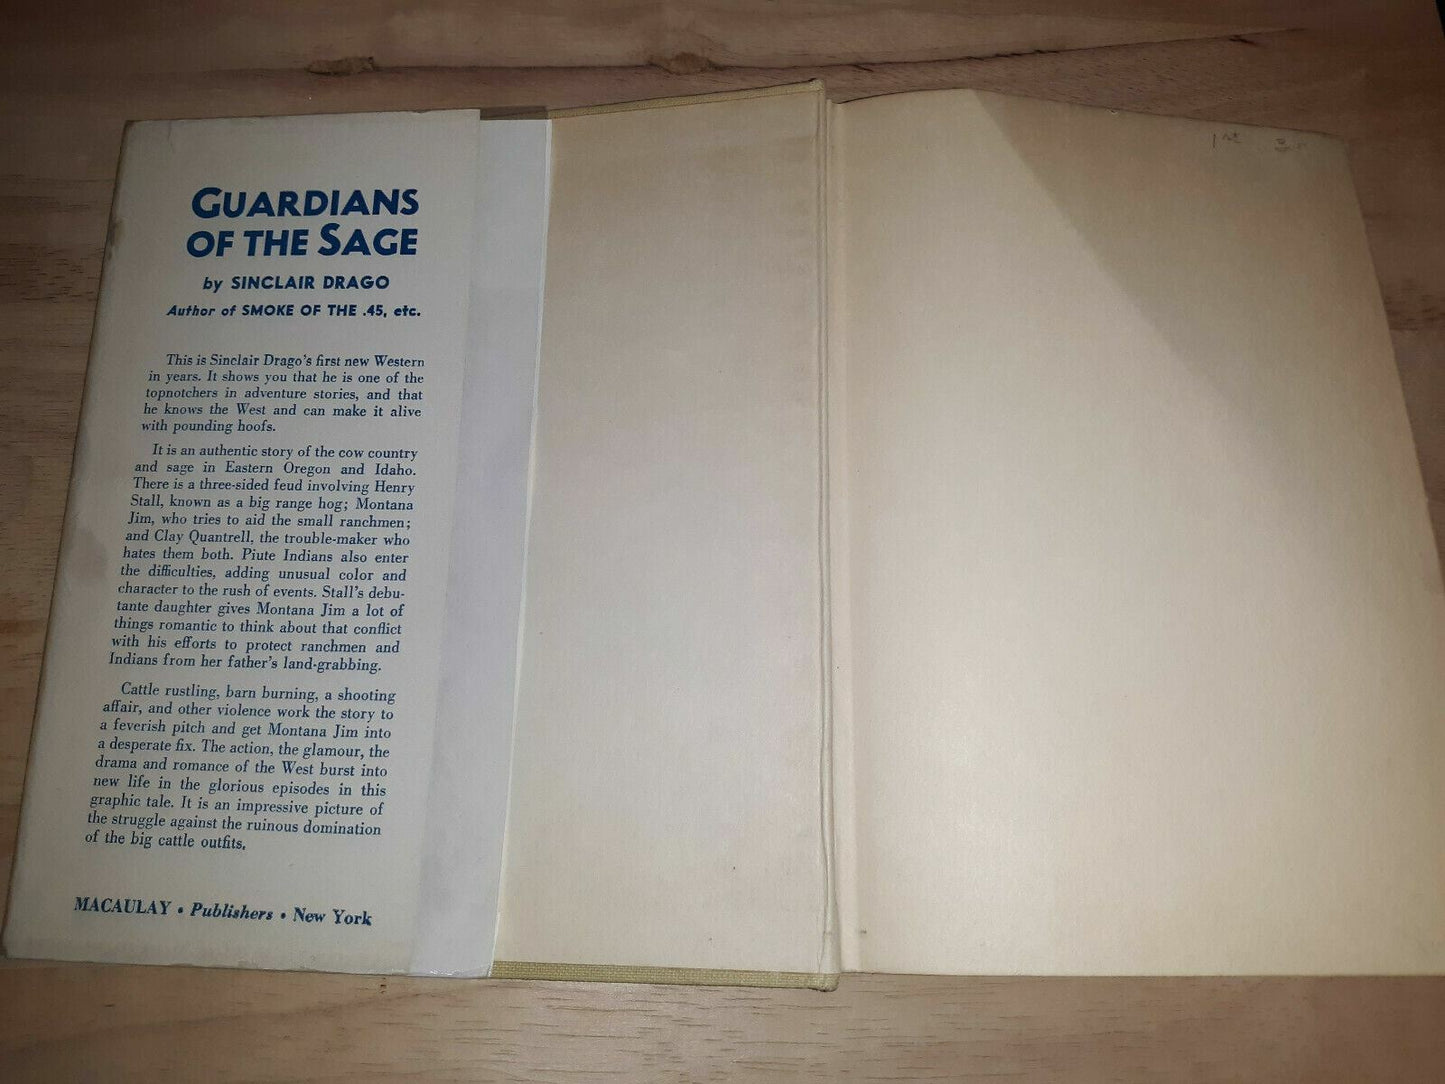 GUARDIANS
OF THE SAGE
by SINCLAIR DRAGO
Author of SMOKE OF THE .45, etc.
This is Sinclair Drago's first new Western
in years. It shows you that he is one of the
topnotchers in adventure stories, and that
he knows the West and can make it alive
with pounding hoofs.
It is an authentic story of the cow country
and sage in Eastern Oregon and Idaho.
There is a three-sided feud involving Henry
Stall, known as a big range hog; Montana
Jim, who tries to aid the small ranchmen;
and Clay Quantrell, the trouble-maker who
hates them both. Piute Indians also enter
the difficulties, adding unusual color and
character to the rush of events. Stall's debu-
tante daughter gives Montana Jim a lot of
things romantic to think about that conflict
with his efforts to protect ranchmen and
Indians from her father's land-grabbing.
Cattle rustling, barn burning, a shooting
affair, and other violence work the story to
a feverish pitch and get Montana Jim into
a desperate fix. The action, the glamour, the
drama and romance of the West burst into
new life in the glorious episodes in this
graphic tale. It is an impressive picture of
the struggle against the ruinous domination
of the big cattle outfits.
MACAULAY • Publishers • New York
1st